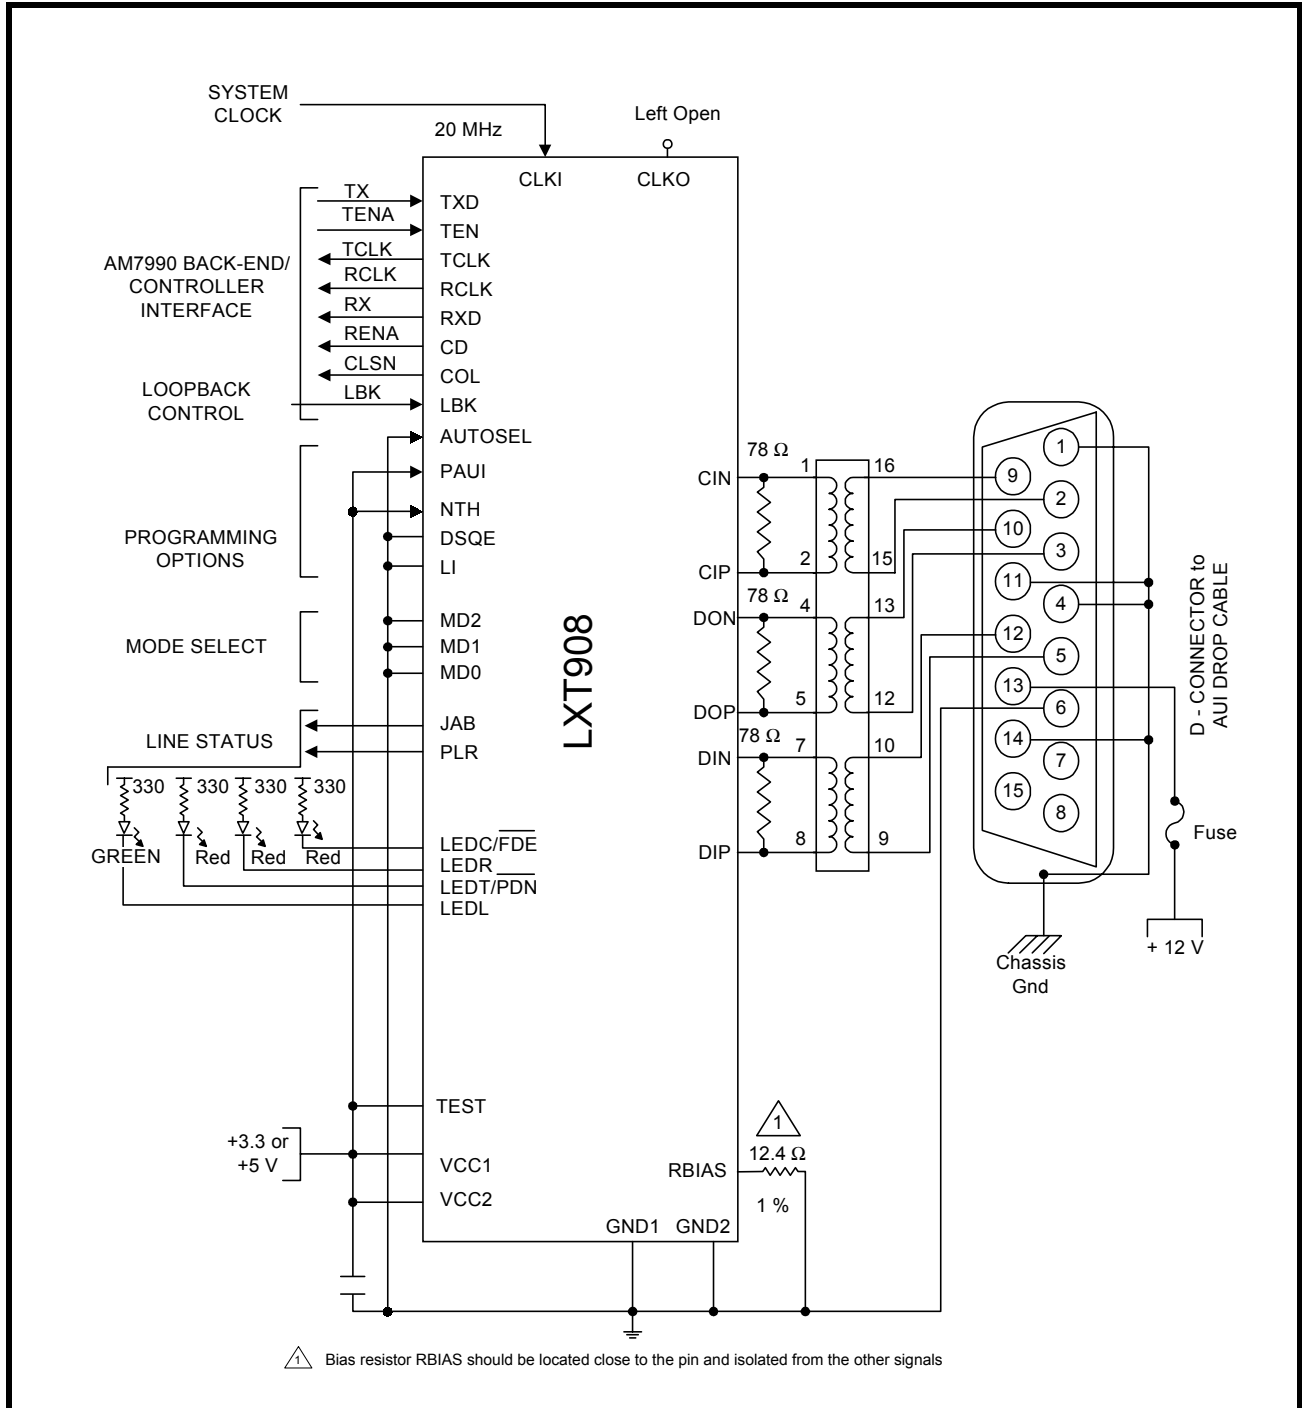 SYSTEM
CLOCK
20 MHz
Left Open
CLKI
CLKO
TX
TXD
TENA
TEN
TCLK
TCLK
RCLK
RCLK
RX
RXD
RENA
CD
CLSN
COL
LBK
LBK
AM7990 BACK-END/
CONTROLLER
INTERFACE
LOOPBACK
CONTROL
AUTOSEL
PAUI
NTH
DSQE
LI
PROGRAMMING
OPTIONS
MD2
MD1
MD0
MODE SELECT
JAB
PLR
LINE STATUS
330
330
330
330
GREEN
Red
Red
Red
LEDC/FDE
LEDR
LEDT/PDN
LEDL
LXT908
CIN
CIP
DON
DOP
DIN
DIP
78 Ω
78 Ω
78 Ω
1
16
2
15
4
13
5
12
7
10
8
9
1
9
2
10
3
11
4
12
5
13
6
14
7
15
8
D - CONNECTOR to
AUI DROP CABLE
Fuse
+ 12 V
Chassis
Gnd
TEST
+3.3 or
+5 V
VCC1
VCC2
1
12.4 Ω
RBIAS
1 %
GND1
GND2
1 Bias resistor RBIAS should be located close to the pin and isolated from the other signals